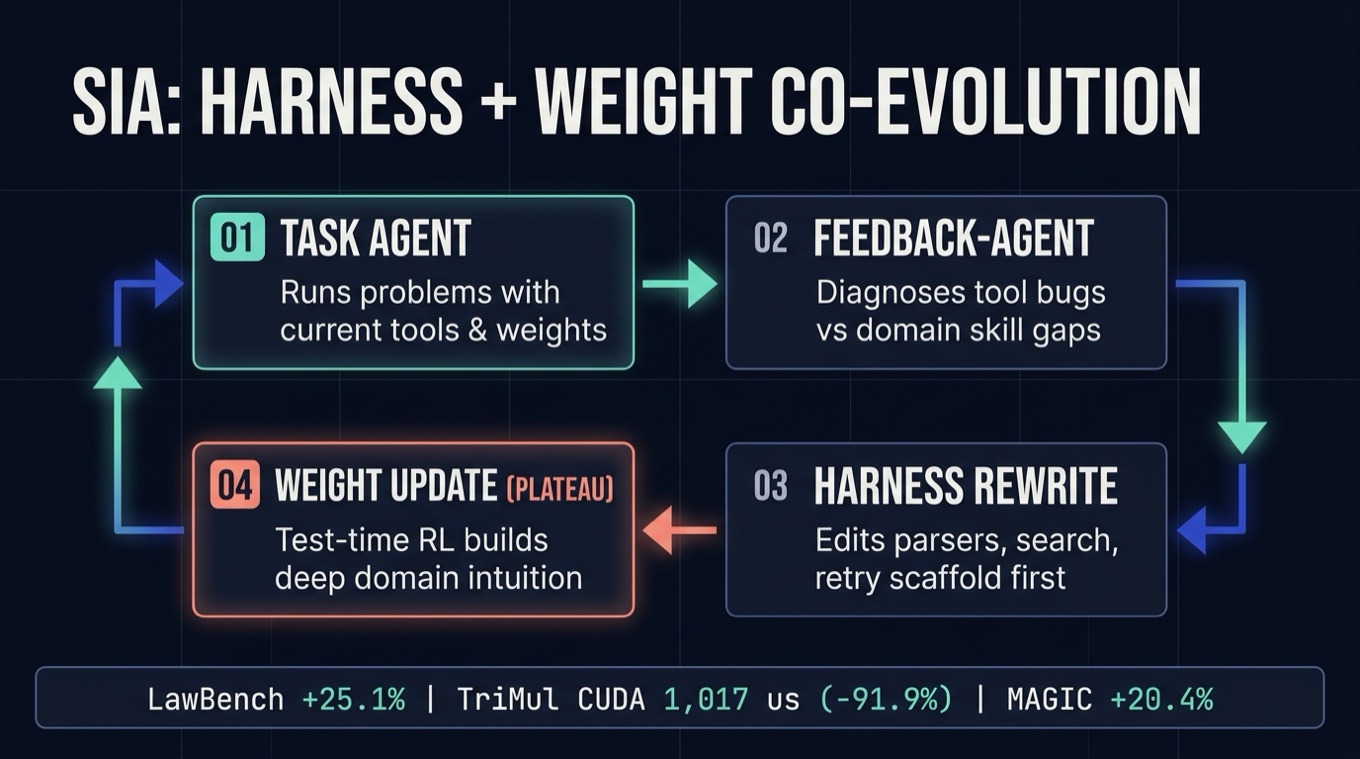 SIA: HARNESS + WEIGHT CO-EVOLUTION
01 TASK AGENT
Runs problems with
current tools & weights
02 FEEDBACK-AGENT
Diagnoses tool bugs
vs domain skill gaps
03 HARNESS REWRITE
Edits parsers, search,
retry scaffold first
04 WEIGHT UPDATE (PLATEAU)
Test-time RL builds
deep domain intuition
LawBench +25.1% | TriMul CUDA 1,017 us (-91.9%) | MAGIC +20.4%